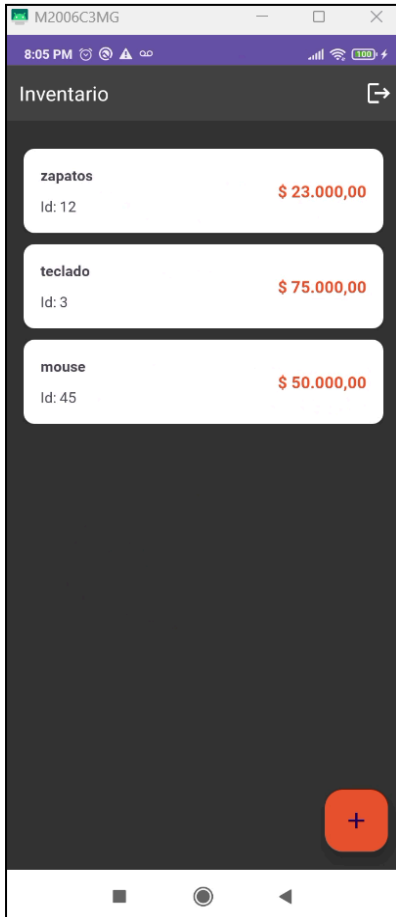 M2006C3MG
8:05 PM
100
Inventario
zapatos
$ 23.000,00
Id: 12
teclado
$ 75.000,00
Id: 3
mouse
$ 50.000,00
Id: 45
+